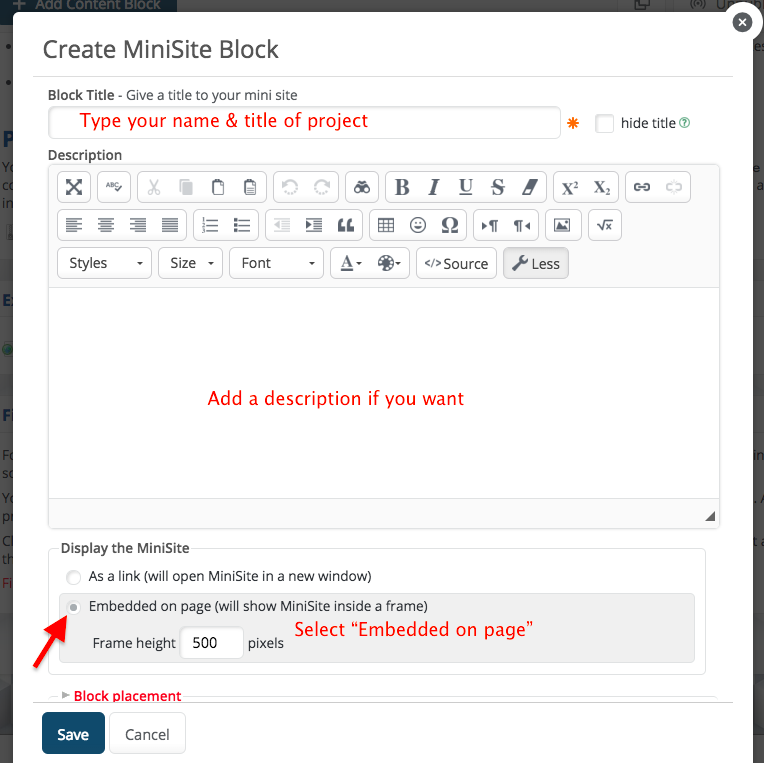 Add Content Block
Create MiniSite Block
Block Title - Give a title to your mini site
Type your name & title of project
hide title
Description
ABC
B I U S X² X₂
Ω
√x
Styles Size Font A </> Source Less
Add a description if you want
Display the MiniSite
As a link (will open MiniSite in a new window)
Embedded on page (will show MiniSite inside a frame)
Frame height 500 pixels
Select “Embedded on page”
Block placement
Save Cancel